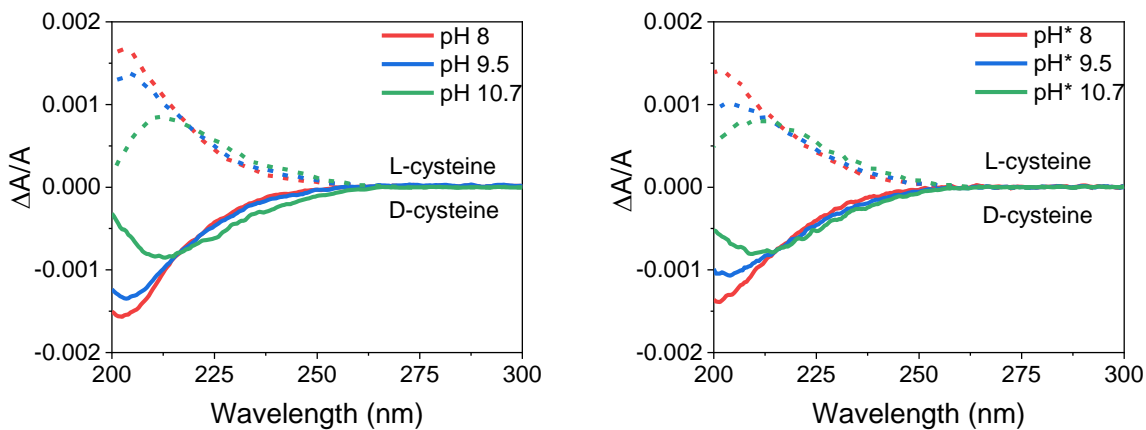 0.002
0.001
0.000
-0.001
-0.002
ΔA/A
pH 8
pH 9.5
pH 10.7
L-cysteine
D-cysteine
200 225 250 275 300
Wavelength (nm)
0.002
0.001
0.000
-0.001
-0.002
ΔA/A
pH* 8
pH* 9.5
pH* 10.7
L-cysteine
D-cysteine
200 225 250 275 300
Wavelength (nm)